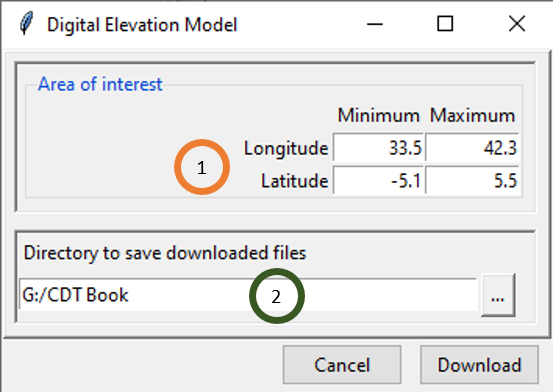 Digital Elevation Model
Area of interest
Minimum Maximum
1 Longitude 33.5 42.3
Latitude -5.1 5.5
Directory to save downloaded files
G:/CDT Book 2 ...
Cancel Download